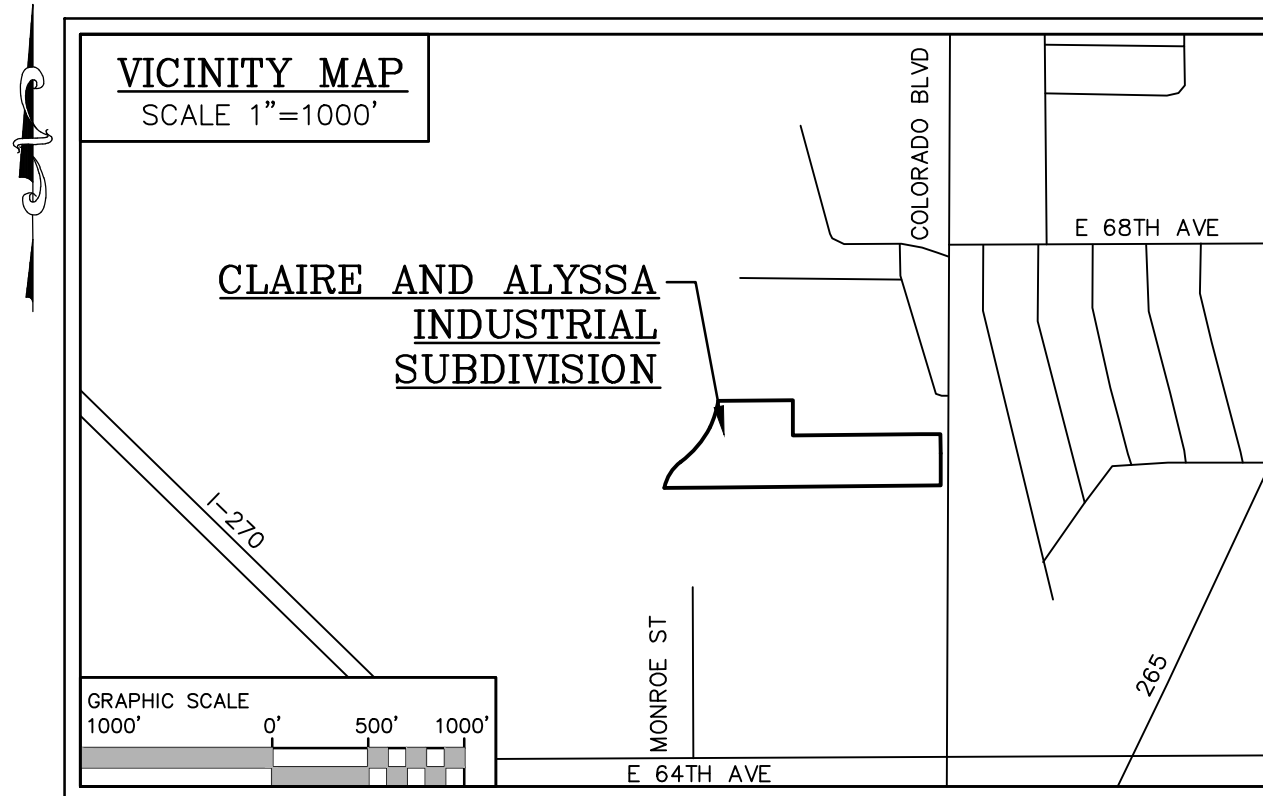 VICINITY MAP
SCALE 1"=1000'
COLORADO BLVD
E 68TH AVE
CLAIRE AND ALYSSA
INDUSTRIAL
SUBDIVISION
I-270
MONROE ST
265
GRAPHIC SCALE
1000' 0' 500' 1000'
E 64TH AVE